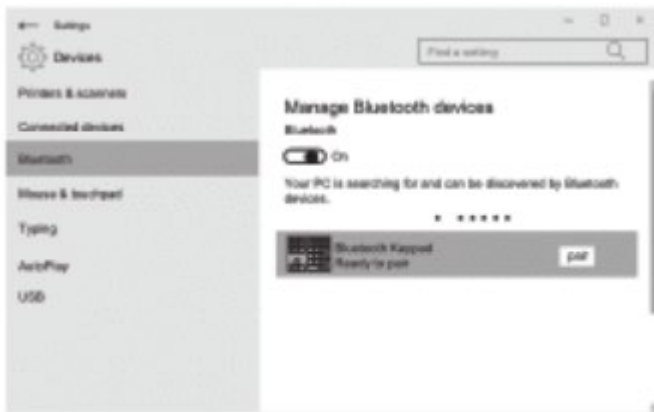 Settings
Devices
Find a setting
Printers & scanners
Connected devices
Bluetooth
Mouse & touchpad
Typing
AutoPlay
USB
Manage Bluetooth devices
Bluetooth
On
Your PC is searching for and can be discovered by Bluetooth
devices.
Bluetooth Keypad
Ready to pair
pair